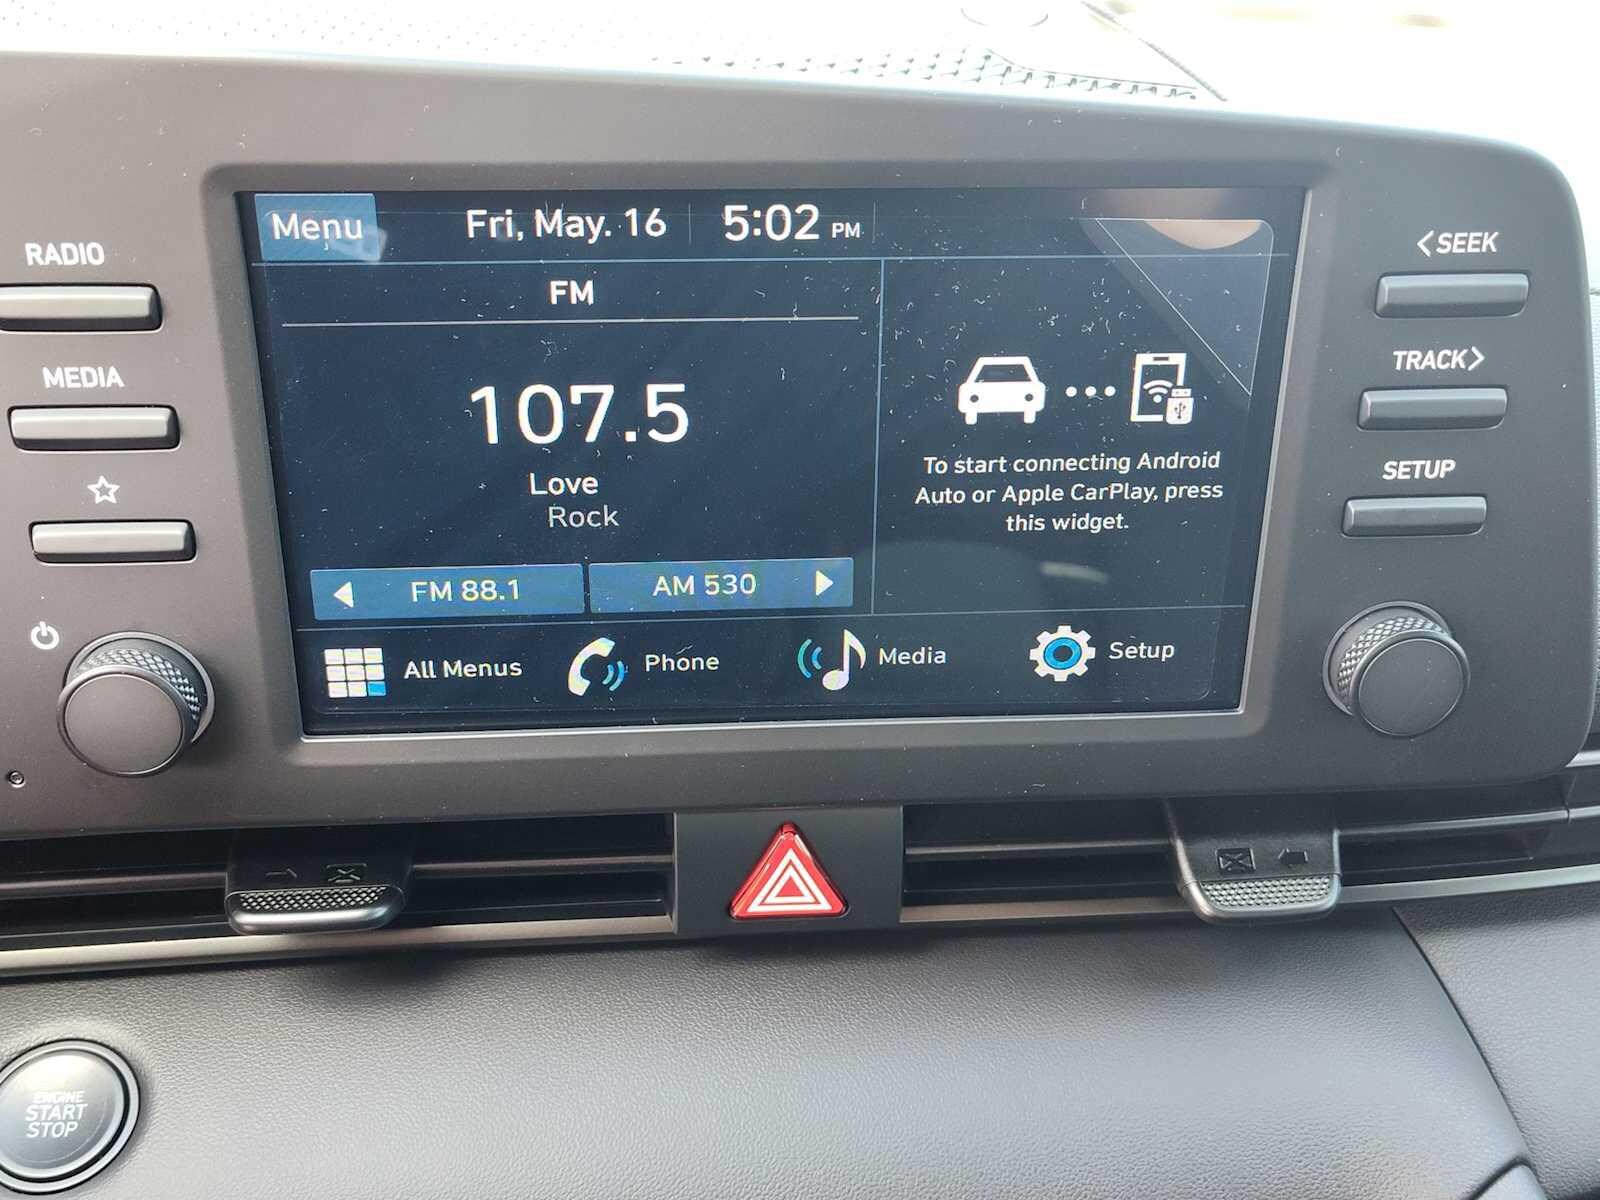 Menu
Fri, May. 16
5:02 PM
RADIO
<SEEK
FM
107.5
Love
Rock
MEDIA
TRACK>
To start connecting Android
Auto or Apple CarPlay, press
this widget.
SETUP
FM 88.1
AM 530
All Menus
Phone
Media
Setup
ENGINE
START
STOP